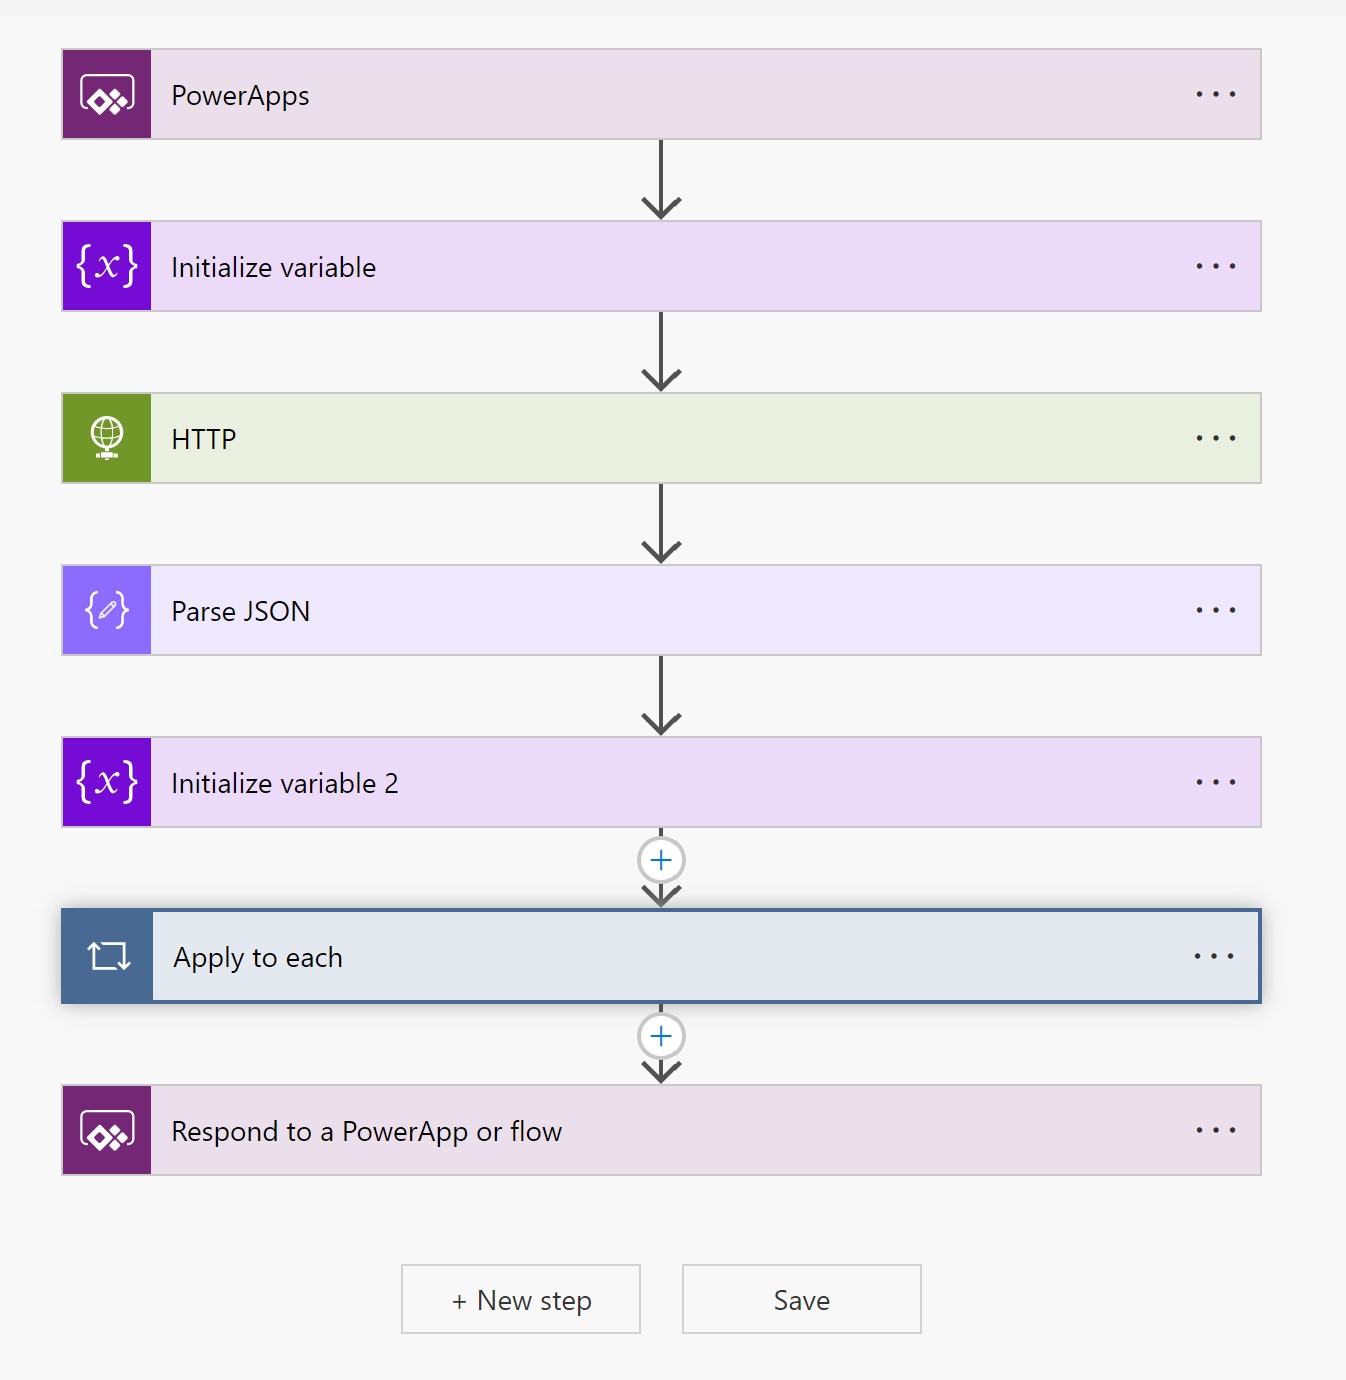 PowerApps
Initialize variable
HTTP
Parse JSON
Initialize variable 2
Apply to each
Respond to a PowerApp or flow
+ New step
Save